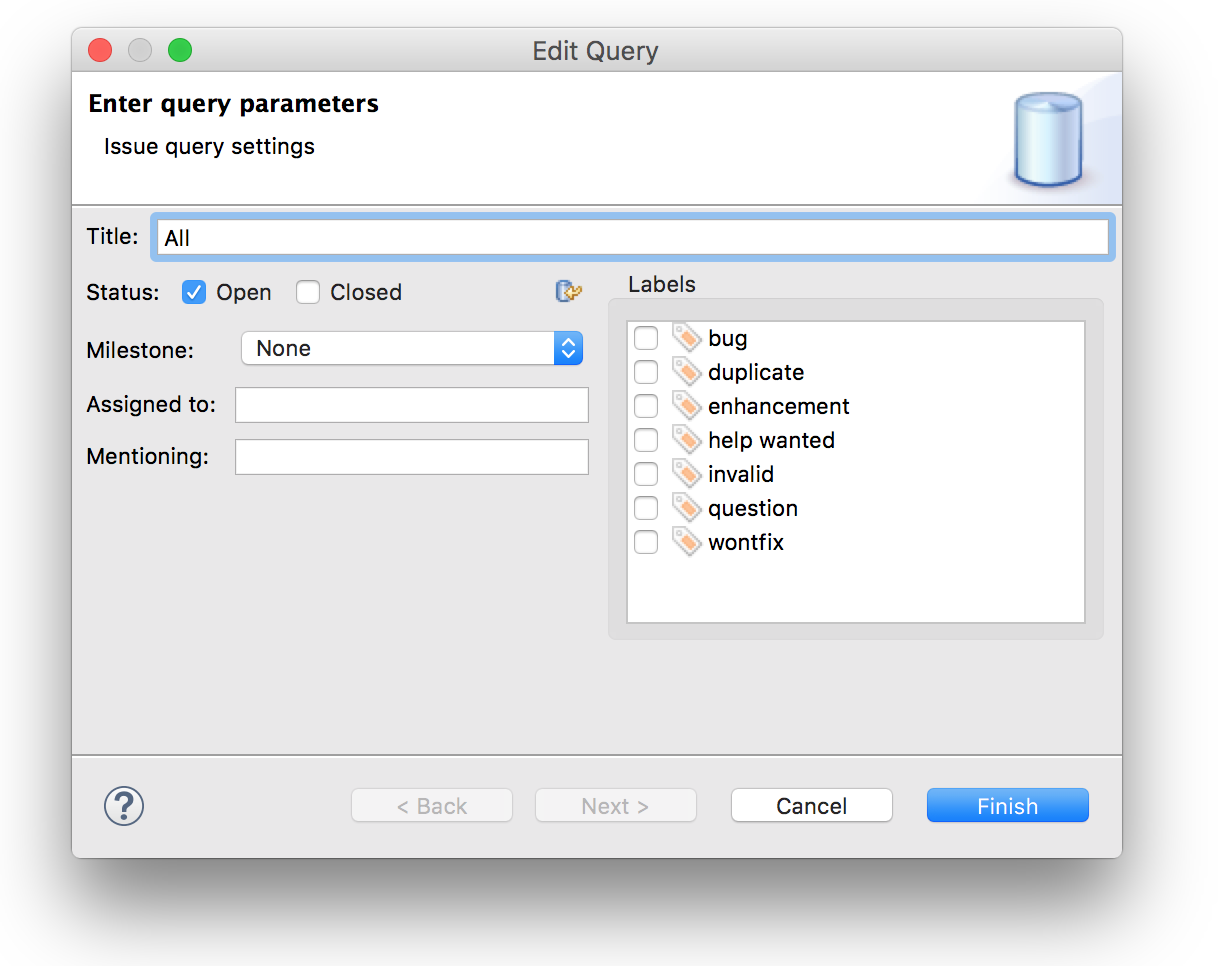 Edit Query
Enter query parameters
Issue query settings
Title: All
Status: Open Closed
Milestone: None
Assigned to:
Mentioning:
Labels
bug
duplicate
enhancement
help wanted
invalid
question
wontfix
? < Back Next > Cancel Finish